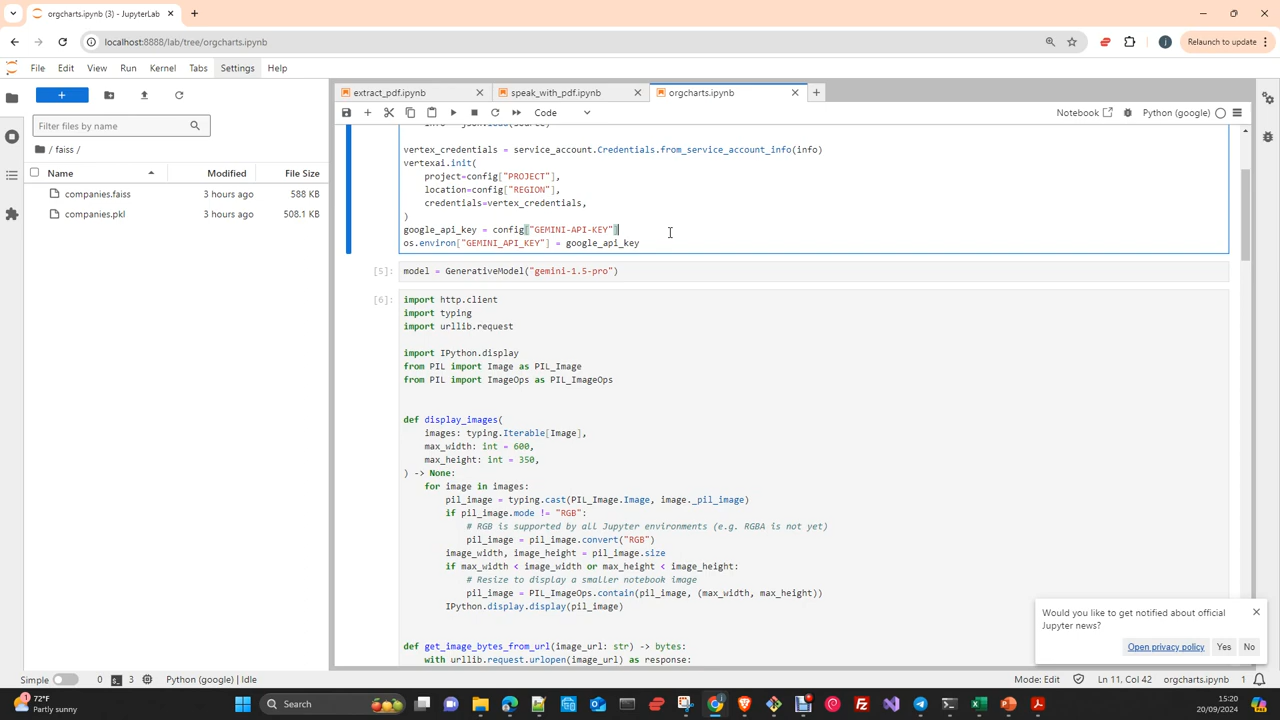 orgcharts.ipynb (3) - JupyterLab
localhost:8888/lab/tree/orgcharts.ipynb
Relaunch to update
File Edit View Run Kernel Tabs Settings Help
extract_pdf.ipynb speak_with_pdf.ipynb orgcharts.ipynb
Code
Notebook
Python (google)
Filter files by name
/ faiss /
Name Modified File Size
companies.faiss 3 hours ago 588 KB
companies.pkl 3 hours ago 508.1 KB
vertex_credentials = service_account.Credentials.from_service_account_info(info)
vertexai.init(
project=config["PROJECT"],
location=config["REGION"],
credentials=vertex_credentials,
)
google_api_key = config["GEMINI-API-KEY"]
os.environ["GEMINI_API_KEY"] = google_api_key
[5]:
model = GenerativeModel("gemini-1.5-pro")
[6]:
import http.client
import typing
import urllib.request
import IPython.display
from PIL import Image as PIL_Image
from PIL import ImageOps as PIL_ImageOps
def display_images(
images: typing.Iterable[Image],
max_width: int = 600,
max_height: int = 350,
) -> None:
for image in images:
pil_image = typing.cast(PIL_Image.Image, image._pil_image)
if pil_image.mode != "RGB":
# RGB is supported by all Jupyter environments (e.g. RGBA is not yet)
pil_image = pil_image.convert("RGB")
image_width, image_height = pil_image.size
if max_width < image_width or max_height < image_height:
# Resize to display a smaller notebook image
pil_image = PIL_ImageOps.contain(pil_image, (max_width, max_height))
IPython.display.display(pil_image)
def get_image_bytes_from_url(image_url: str) -> bytes:
with urllib.request.urlopen(image_url) as response:
Would you like to get notified about official
Jupyter news?
Open privacy policy Yes No
Simple 0 3 Python (google) | Idle
Mode: Edit Ln 11, Col 42 orgcharts.ipynb 1
72°F
Partly sunny
Search
15:20
20/09/2024